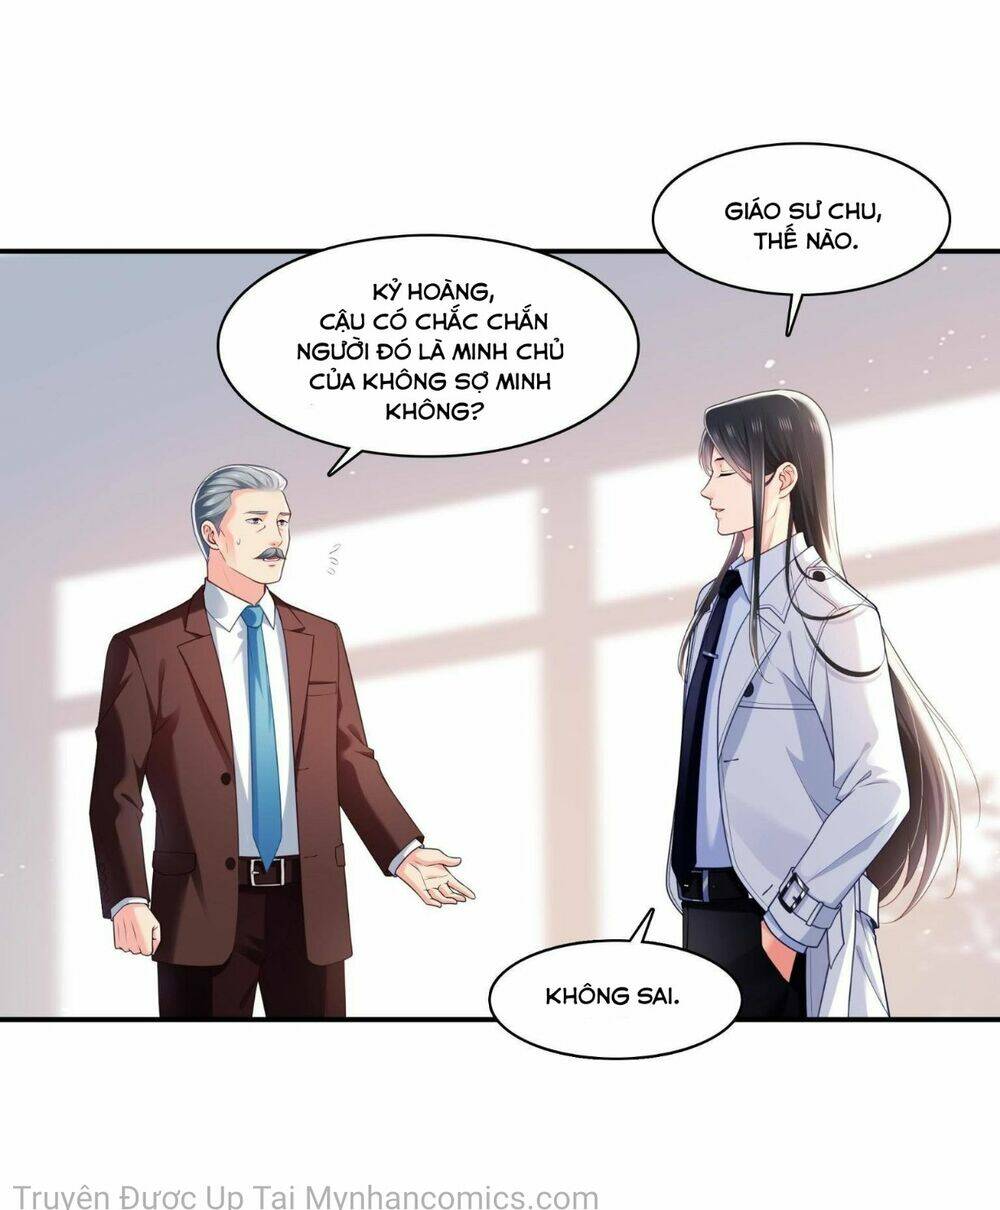 GIÁO SƯ CHU,
THẾ NÀO.
KỶ HOÀNG,
CẬU CÓ CHẮC CHẮN
NGƯỜI ĐÓ LÀ MINH CHỦ
CỦA KHÔNG SỢ MINH
KHÔNG?
KHÔNG SAI.
Truyện Được Up Tại Mynhancomics.com